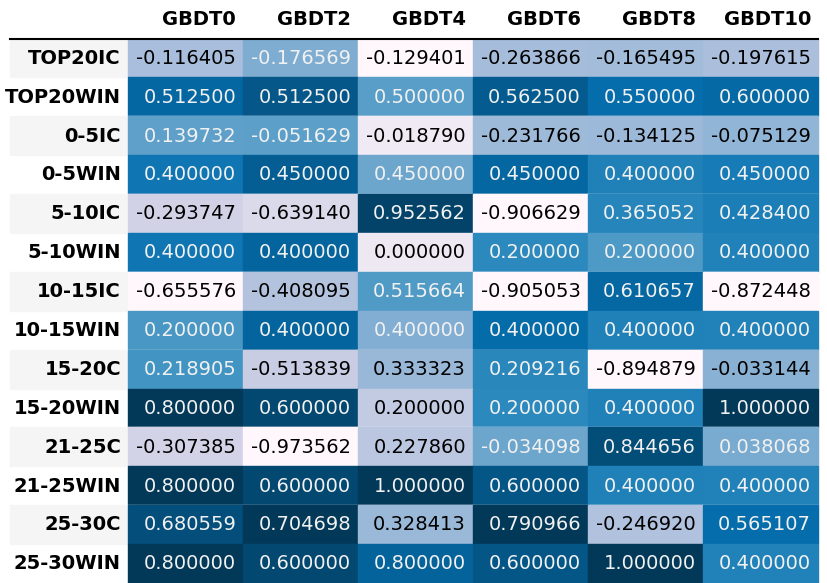 GBDT0 GBDT2 GBDT4 GBDT6 GBDT8 GBDT10
TOP20IC -0.116405 -0.176569 -0.129401 -0.263866 -0.165495 -0.197615
TOP20WIN 0.512500 0.512500 0.500000 0.562500 0.550000 0.600000
0-5IC 0.139732 -0.051629 -0.018790 -0.231766 -0.134125 -0.075129
0-5WIN 0.400000 0.450000 0.450000 0.450000 0.400000 0.450000
5-10IC -0.293747 -0.639140 0.952562 -0.906629 0.365052 0.428400
5-10WIN 0.400000 0.400000 0.000000 0.200000 0.200000 0.400000
10-15IC -0.655576 -0.408095 0.515664 -0.905053 0.610657 -0.872448
10-15WIN 0.200000 0.400000 0.400000 0.400000 0.400000 0.400000
15-20C 0.218905 -0.513839 0.333323 0.209216 -0.894879 -0.033144
15-20WIN 0.800000 0.600000 0.200000 0.200000 0.400000 1.000000
21-25C -0.307385 -0.973562 0.227860 -0.034098 0.844656 0.038068
21-25WIN 0.800000 0.600000 1.000000 0.600000 0.400000 0.400000
25-30C 0.680559 0.704698 0.328413 0.790966 -0.246920 0.565107
25-30WIN 0.800000 0.600000 0.800000 0.600000 1.000000 0.400000